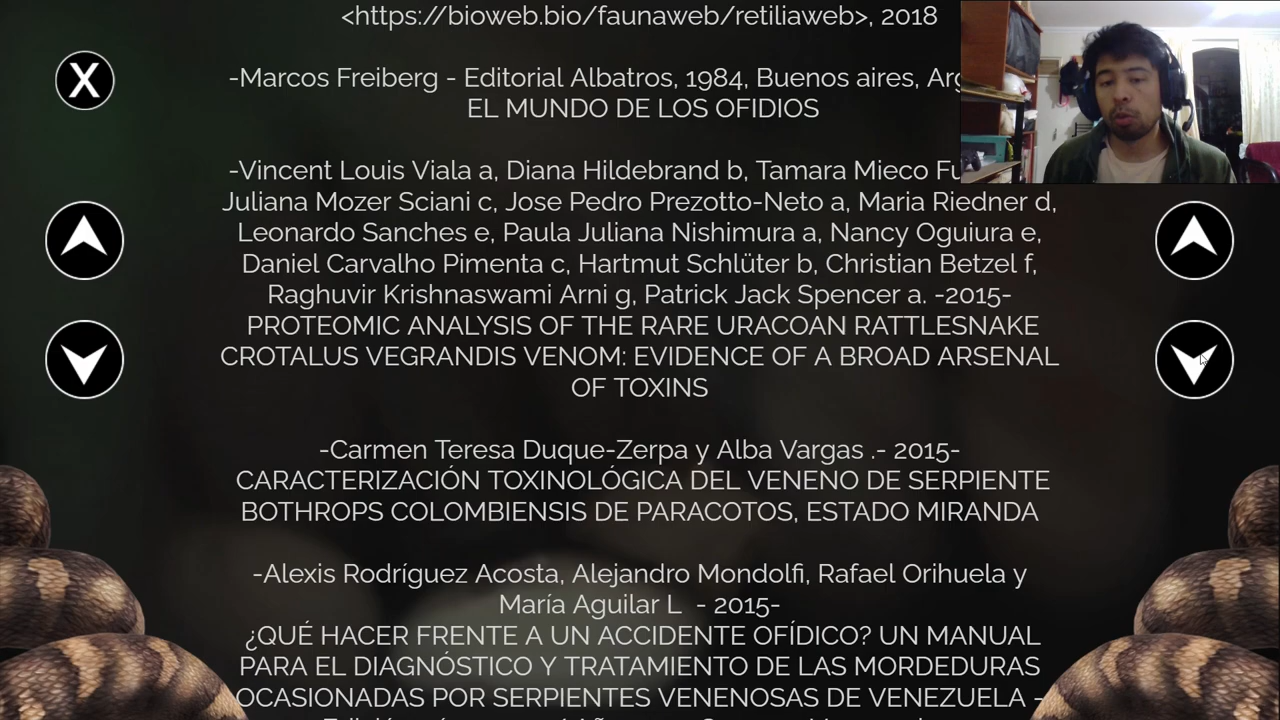 <https://bioweb.bio/faunaweb/retiliaweb>, 2018
X
-Marcos Freiberg - Editorial Albatros, 1984, Buenos aires,
EL MUNDO DE LOS OFIDIOS
-Vincent Louis Viala a, Diana Hildebrand b, Tamara Mieco
Juliana Mozer Sciani c, Jose Pedro Prezotto-Neto a, Maria Riedner d,
Leonardo Sanches e, Paula Juliana Nishimura a, Nancy Oguiura e,
Daniel Carvalho Pimenta c, Hartmut Schlüter b, Christian Betzel f,
Raghuvir Krishnaswami Arni g, Patrick Jack Spencer a. -2015-
PROTEOMIC ANALYSIS OF THE RARE URACOAN RATTLESNAKE
CROTALUS VEGRANDIS VENOM: EVIDENCE OF A BROAD ARSENAL
OF TOXINS
-Carmen Teresa Duque-Zerpa y Alba Vargas .- 2015-
CARACTERIZACIÓN TOXINOLÓGICA DEL VENENO DE SERPIENTE
BOTHROPS COLOMBIENSIS DE PARACOTOS, ESTADO MIRANDA
-Alexis Rodríguez Acosta, Alejandro Mondolfi, Rafael Orihuela y
María Aguilar L - 2015-
¿QUÉ HACER FRENTE A UN ACCIDENTE OFÍDICO? UN MANUAL
PARA EL DIAGNÓSTICO Y TRATAMIENTO DE LAS MORDEDURAS
OCASIONADAS POR SERPIENTES VENENOSAS DE VENEZUELA -